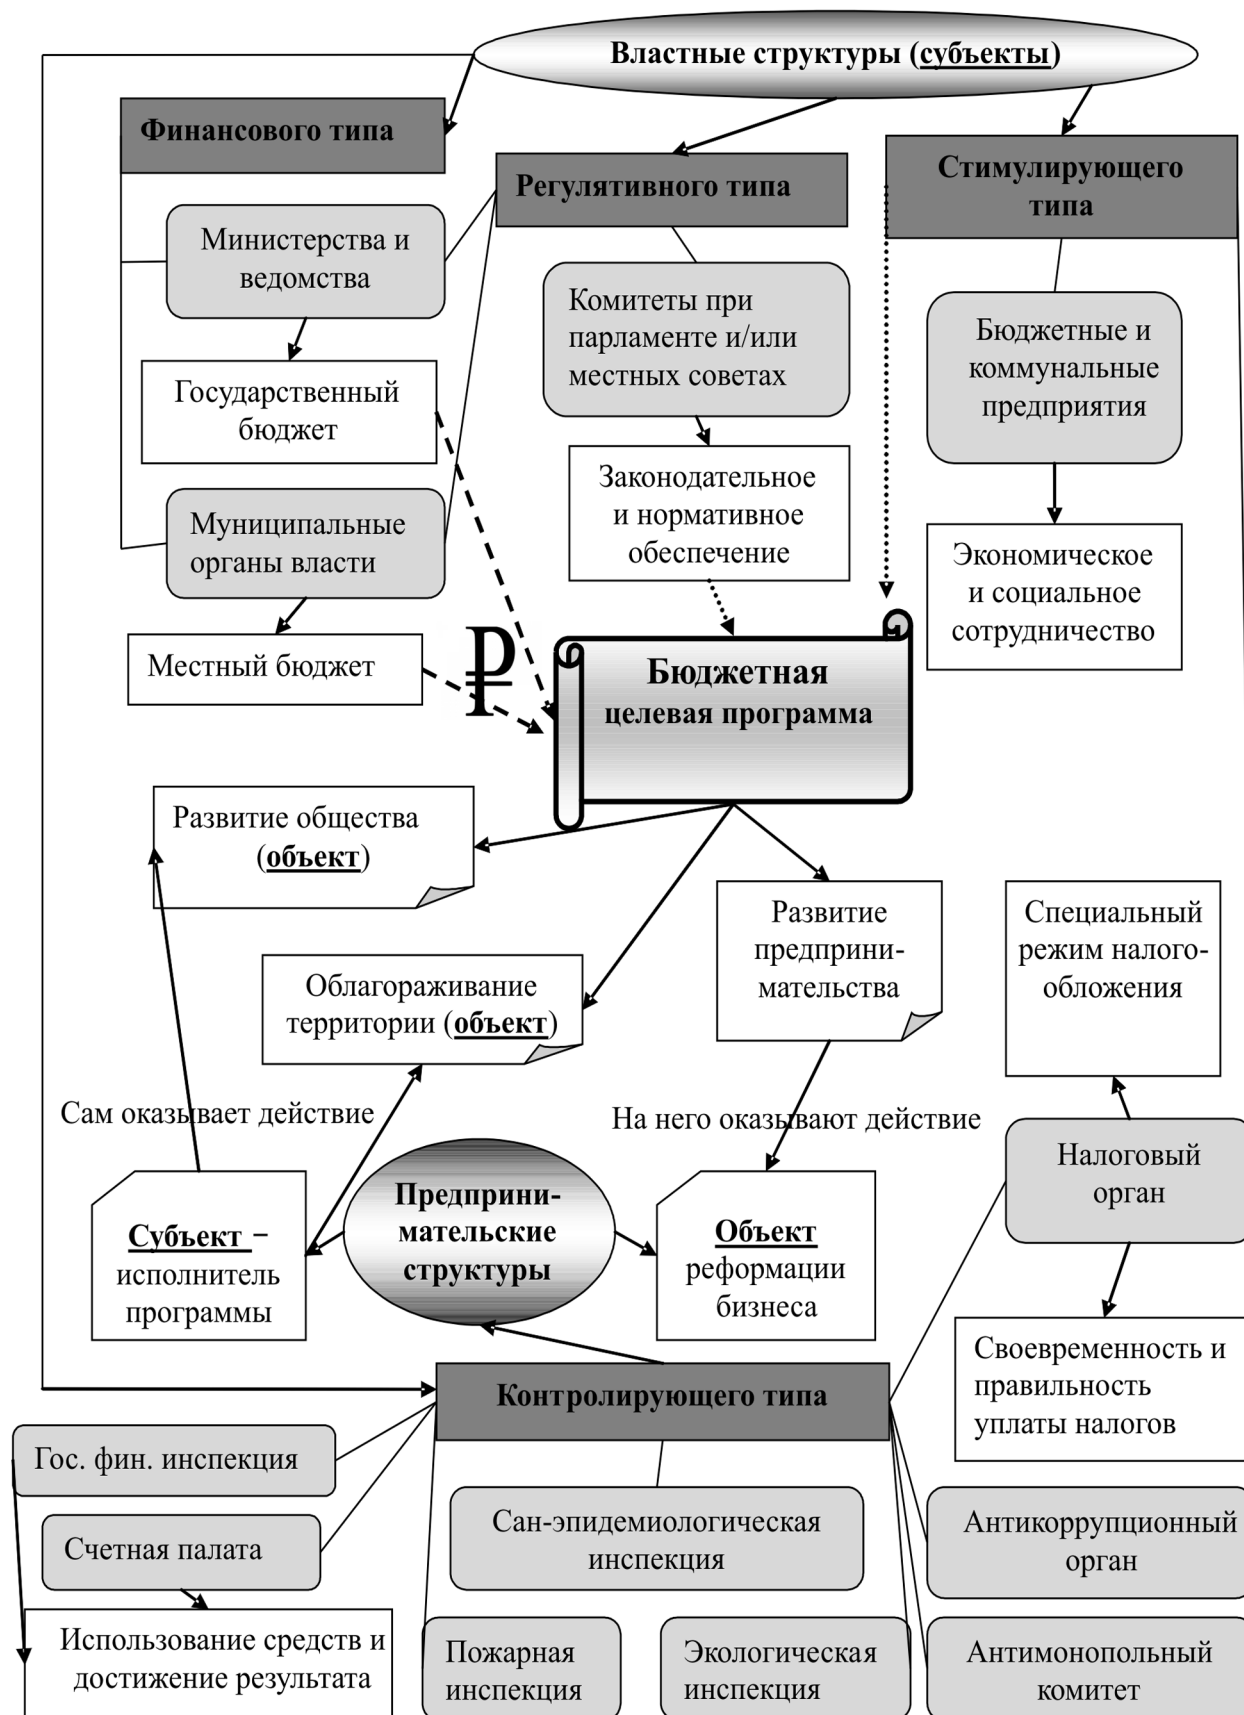 Властные структуры (субъекты)
Финансового типа
Регулятивного типа
Стимулирующего
типа
Министерства и
ведомства
Комитеты при
парламенте и/или
местных советах
Бюджетные и
коммунальные
предприятия
Государственный
бюджет
Законодательное
и нормативное
обеспечение
Муниципальные
органы власти
Экономическое
и социальное
сотрудничество
Местный бюджет
₽
Бюджетная
целевая программа
Развитие общества
(объект)
Развитие
предприни-
мательства
Специальный
режим налого-
обложения
Облагораживание
территории (объект)
Сам оказывает действие
На него оказывают действие
Налоговый
орган
Предприни-
мательские
структуры
Субъект –
исполнитель
программы
Объект
реформации
бизнеса
Своевременность и
правильность
уплаты налогов
Контролирующего типа
Гос. фин. инспекция
Сан-эпидемиологическая
инспекция
Антикоррупционный
орган
Счетная палата
Использование средств и
достижение результата
Пожарная
инспекция
Экологическая
инспекция
Антимонопольный
комитет